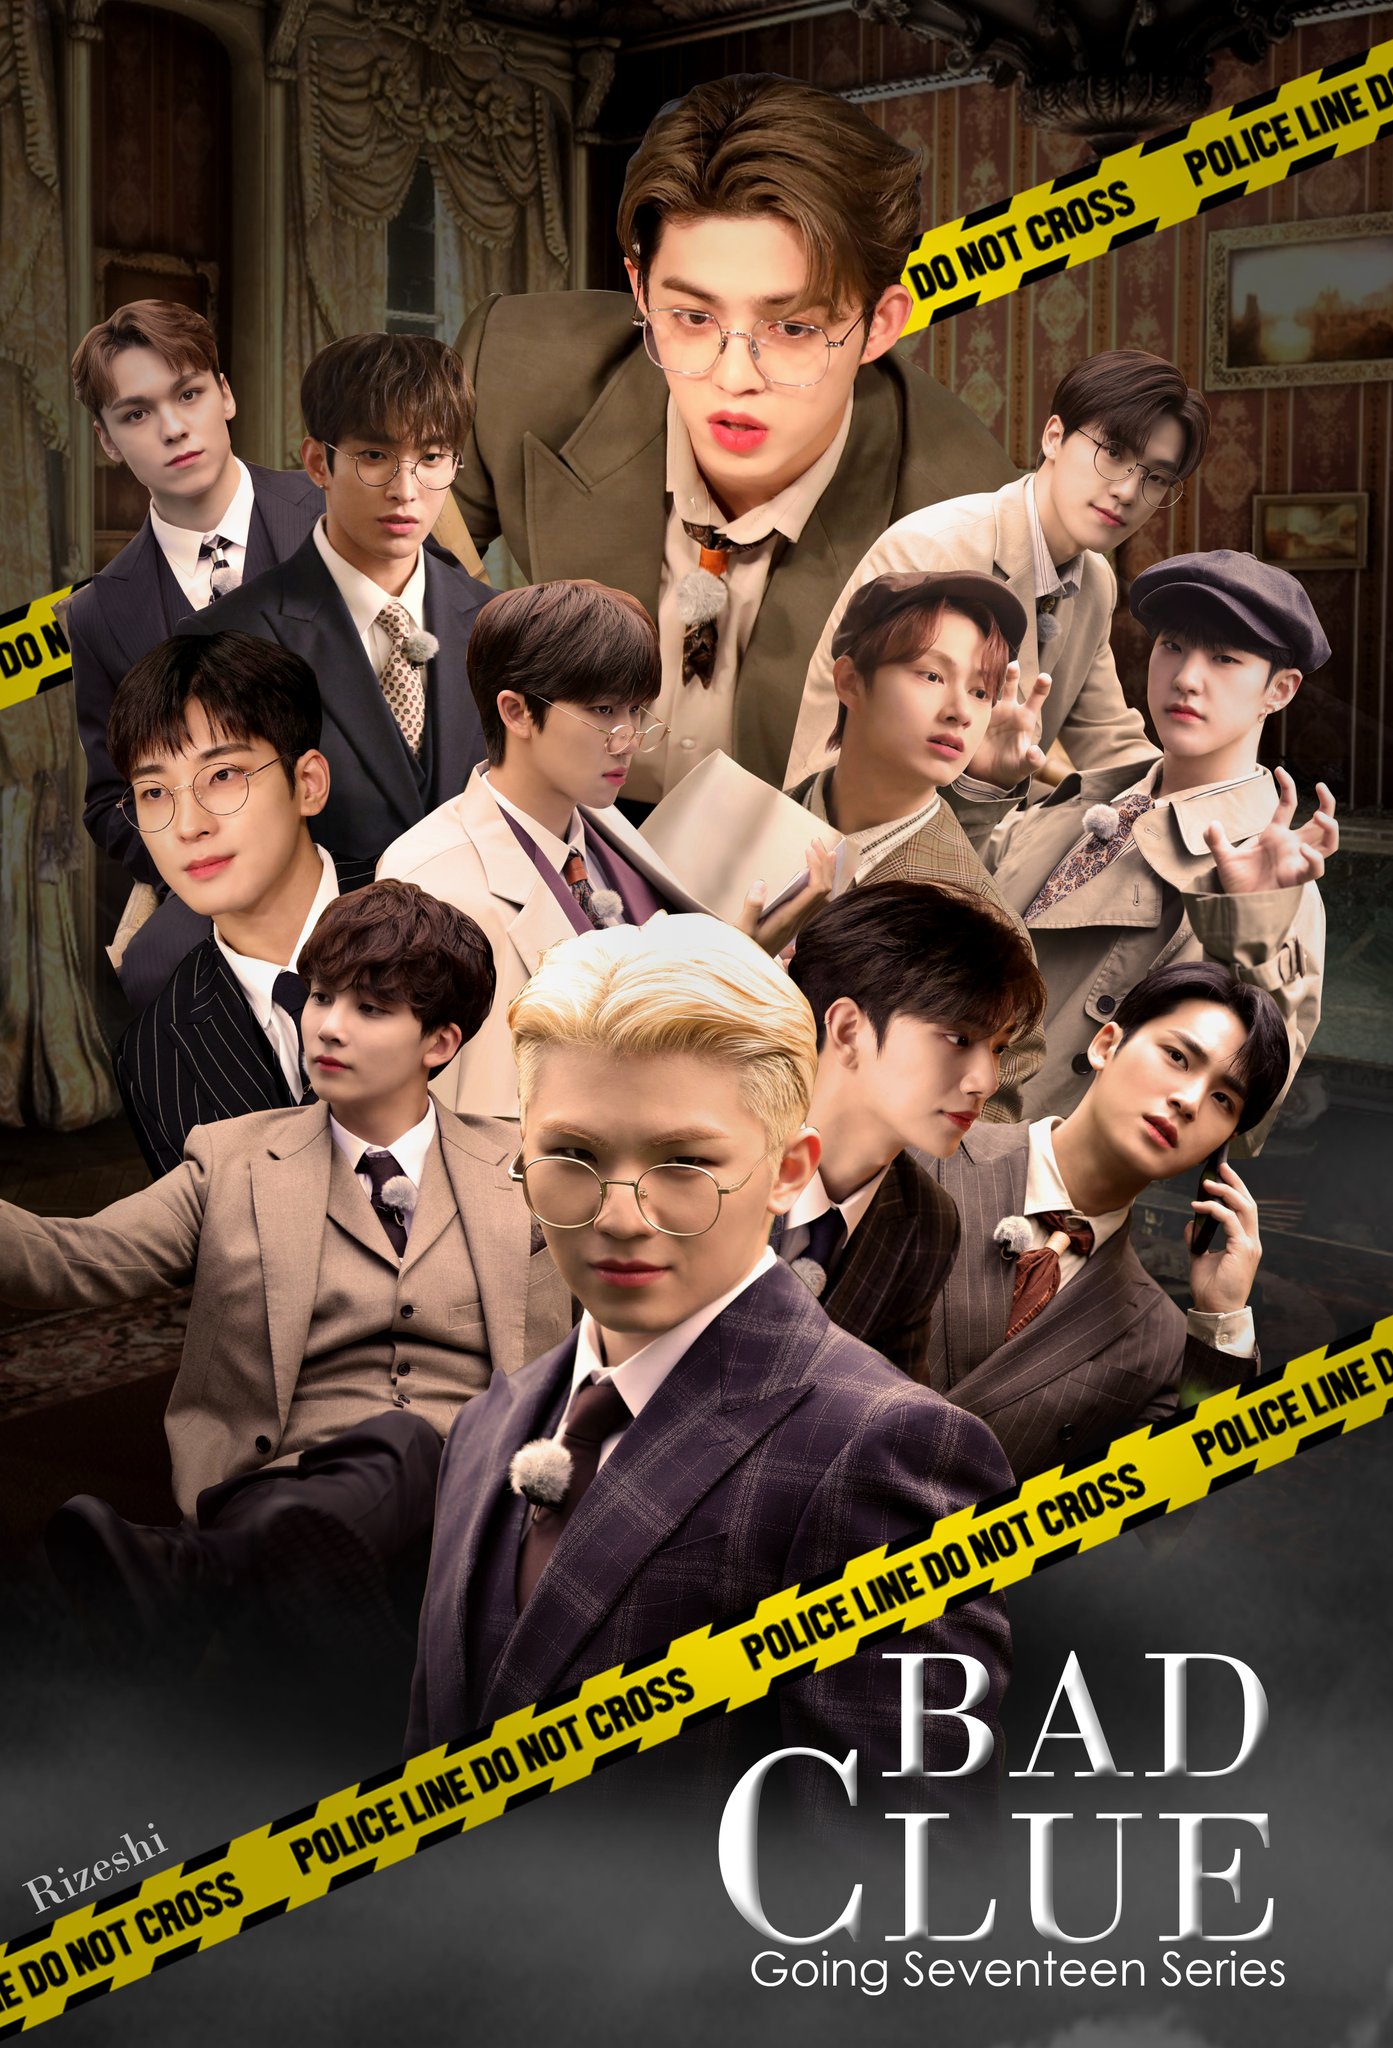 POLICE LINE D
DO NOT CROSS
DO N
POLICE LINE D
POLICE LINE DO NOT CROSS
POLICE LINE DO NOT CROSS
E DO NOT CROSS
BAD
CLUE
Going Seventeen Series
Rizeshi